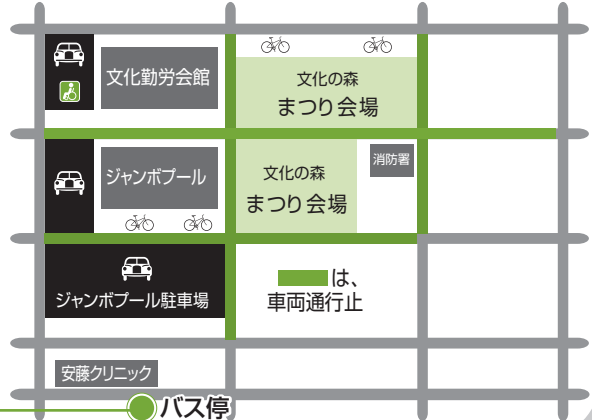 文化勤労会館
文化の森
まつり会場
ジャンボプール
文化の森
まつり会場
消防署
ジャンボプール駐車場
は、
車両通行止
安藤クリニック
バス停